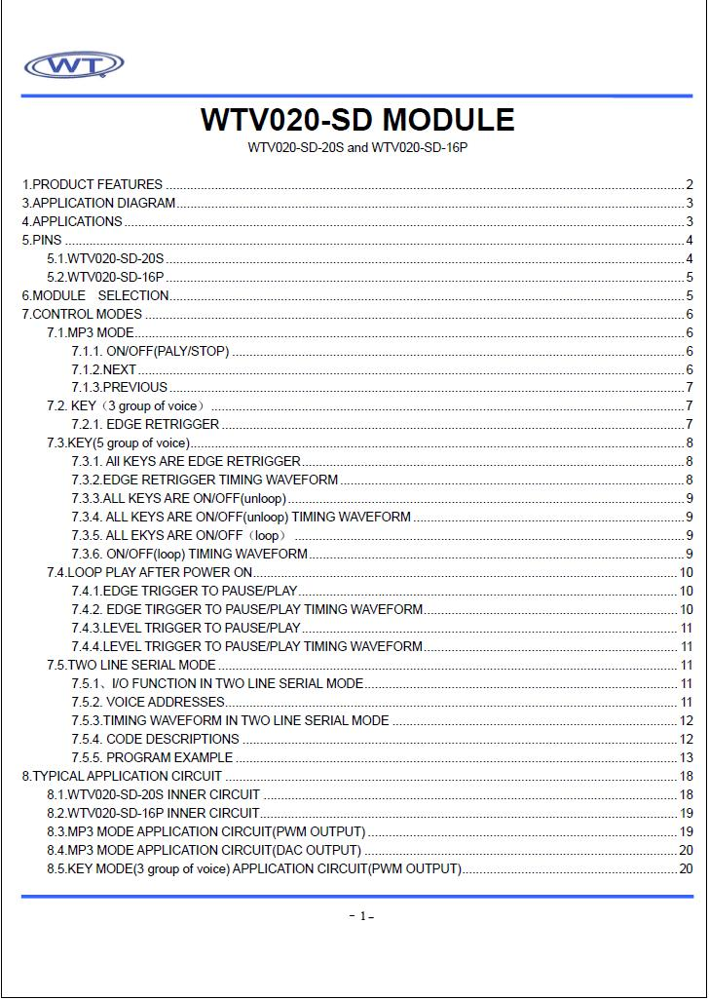 WT
WTV020-SD MODULE
WTV020-SD-20S and WTV020-SD-16P
1.PRODUCT FEATURES ........ 2
3.APPLICATION DIAGRAM ........ 3
4.APPLICATIONS ........ 3
5.PINS ........ 4
5.1.WTV020-SD-20S ........ 4
5.2.WTV020-SD-16P ........ 5
6.MODULE SELECTION ........ 5
7.CONTROL MODES ........ 6
7.1.MP3 MODE ........ 6
7.1.1. ON/OFF(PALY/STOP) ........ 6
7.1.2.NEXT ........ 6
7.1.3.PREVIOUS ........ 7
7.2. KEY（3 group of voice） ........ 7
7.2.1. EDGE RETRIGGER ........ 7
7.3.KEY(5 group of voice) ........ 8
7.3.1. All KEYS ARE EDGE RETRIGGER ........ 8
7.3.2.EDGE RETRIGGER TIMING WAVEFORM ........ 8
7.3.3.ALL KEYS ARE ON/OFF(unloop) ........ 9
7.3.4. ALL KEYS ARE ON/OFF(unloop) TIMING WAVEFORM ........ 9
7.3.5. ALL EKYS ARE ON/OFF（loop） ........ 9
7.3.6. ON/OFF(loop) TIMING WAVEFORM ........ 9
7.4.LOOP PLAY AFTER POWER ON ........ 10
7.4.1.EDGE TRIGGER TO PAUSE/PLAY ........ 10
7.4.2. EDGE TIRGGER TO PAUSE/PLAY TIMING WAVEFORM ........ 10
7.4.3.LEVEL TRIGGER TO PAUSE/PLAY ........ 11
7.4.4.LEVEL TRIGGER TO PAUSE/PLAY TIMING WAVEFORM ........ 11
7.5.TWO LINE SERIAL MODE ........ 11
7.5.1、I/O FUNCTION IN TWO LINE SERIAL MODE ........ 11
7.5.2. VOICE ADDRESSES ........ 11
7.5.3.TIMING WAVEFORM IN TWO LINE SERIAL MODE ........ 12
7.5.4. CODE DESCRIPTIONS ........ 12
7.5.5. PROGRAM EXAMPLE ........ 13
8.TYPICAL APPLICATION CIRCUIT ........ 18
8.1.WTV020-SD-20S INNER CIRCUIT ........ 18
8.2.WTV020-SD-16P INNER CIRCUIT ........ 19
8.3.MP3 MODE APPLICATION CIRCUIT(PWM OUTPUT) ........ 19
8.4.MP3 MODE APPLICATION CIRCUIT(DAC OUTPUT) ........ 20
8.5.KEY MODE(3 group of voice) APPLICATION CIRCUIT(PWM OUTPUT) ........ 20
- 1 -